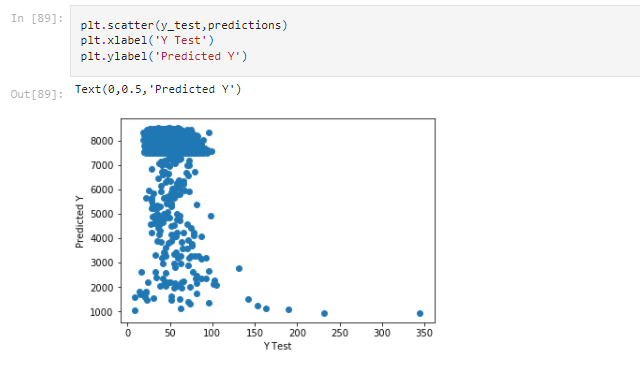 In [89]:
plt.scatter(y_test,predictions)
plt.xlabel('Y Test')
plt.ylabel('Predicted Y')
Out[89]:
Text(0,0.5,'Predicted Y')
8000
7000
6000
5000
4000
3000
2000
1000
Predicted Y
0 50 100 150 200 250 300 350
Y Test